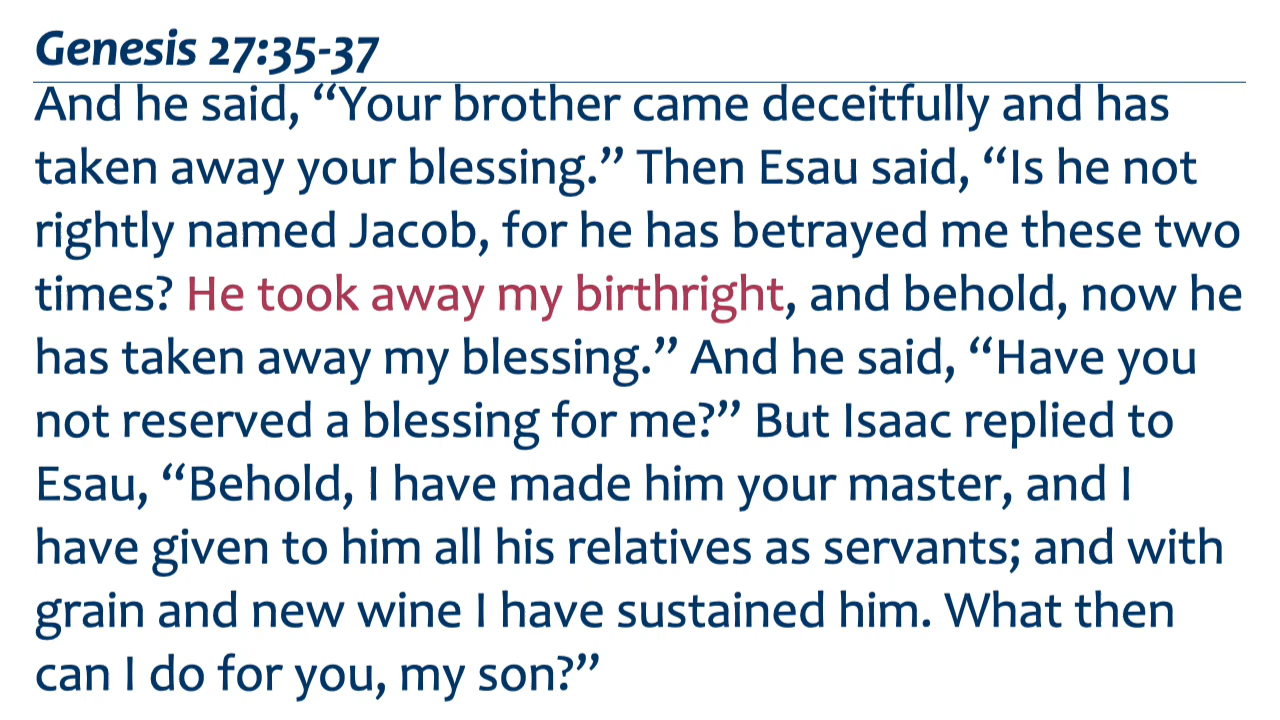 Genesis 27:35-37
And he said, “Your brother came deceitfully and has
taken away your blessing.” Then Esau said, “Is he not
rightly named Jacob, for he has betrayed me these two
times? He took away my birthright, and behold, now he
has taken away my blessing.” And he said, “Have you
not reserved a blessing for me?” But Isaac replied to
Esau, “Behold, I have made him your master, and I
have given to him all his relatives as servants; and with
grain and new wine I have sustained him. What then
can I do for you, my son?”